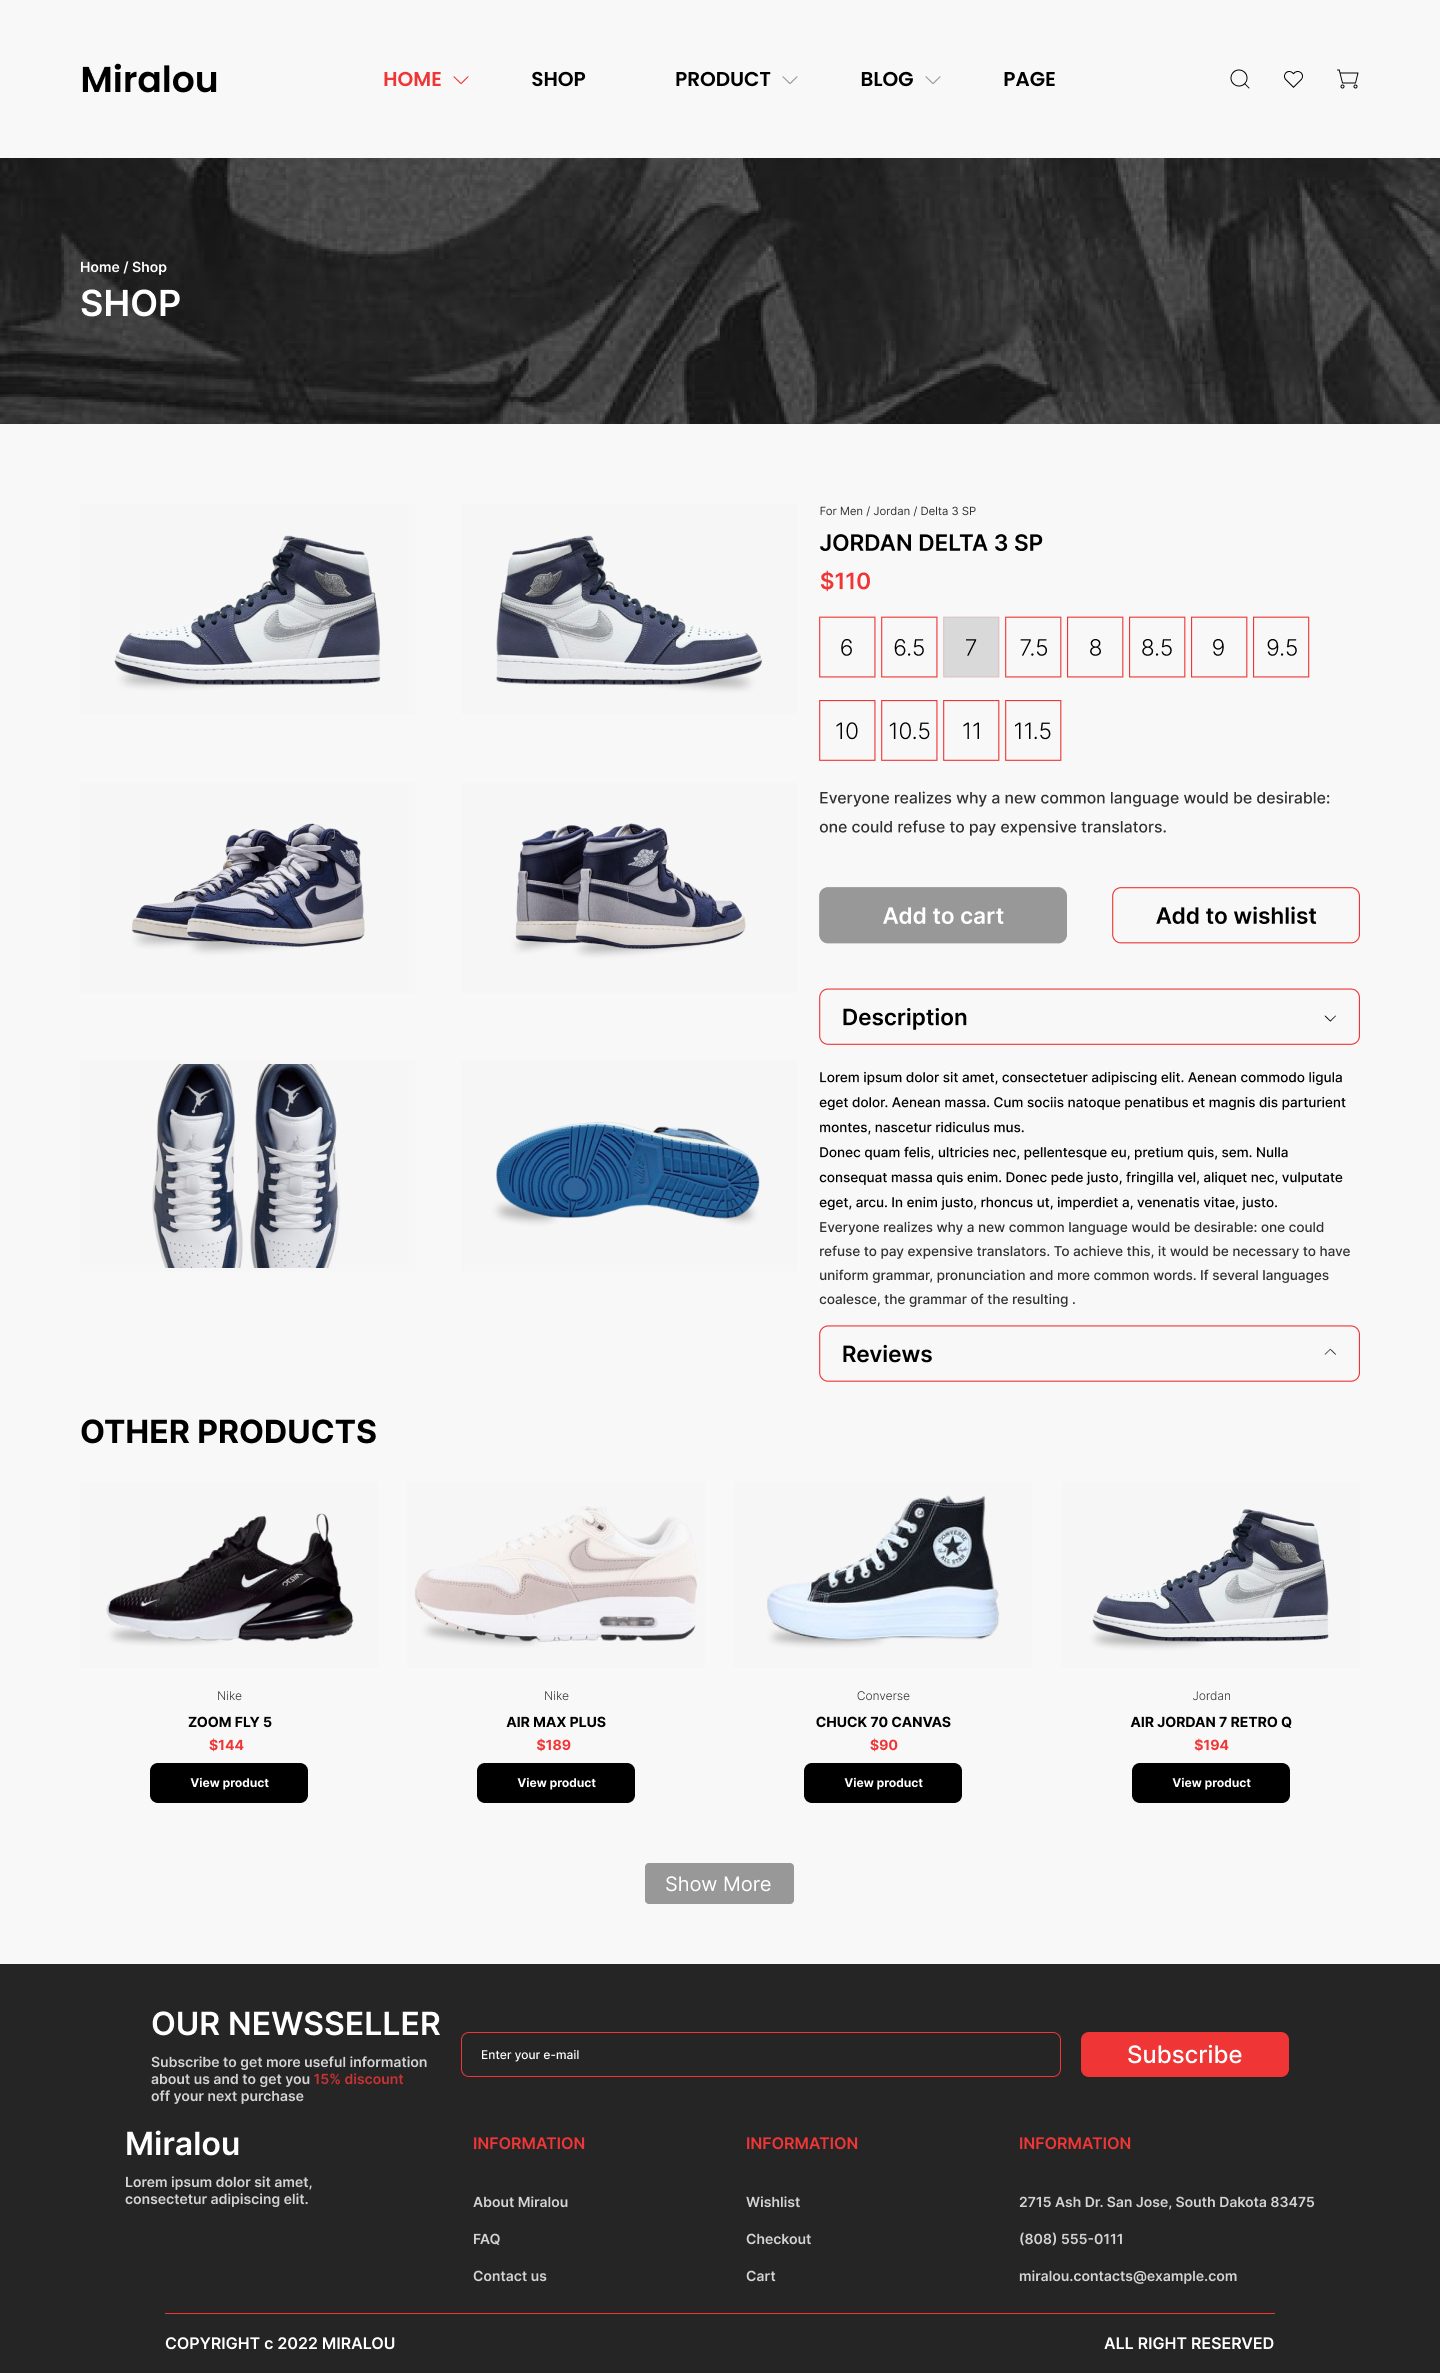 Miralou
HOME
SHOP
PRODUCT
BLOG
PAGE
Home / Shop
SHOP
For Men / Jordan / Delta 3 SP
JORDAN DELTA 3 SP
$110
6 6.5 7 7.5 8 8.5 9 9.5
10 10.5 11 11.5
Everyone realizes why a new common language would be desirable:
one could refuse to pay expensive translators.
Add to cart
Add to wishlist
Description
Lorem ipsum dolor sit amet, consectetuer adipiscing elit. Aenean commodo ligula
eget dolor. Aenean massa. Cum sociis natoque penatibus et magnis dis parturient
montes, nascetur ridiculus mus.
Donec quam felis, ultricies nec, pellentesque eu, pretium quis, sem. Nulla
consequat massa quis enim. Donec pede justo, fringilla vel, aliquet nec, vulputate
eget, arcu. In enim justo, rhoncus ut, imperdiet a, venenatis vitae, justo.
Everyone realizes why a new common language would be desirable: one could
refuse to pay expensive translators. To achieve this, it would be necessary to have
uniform grammar, pronunciation and more common words. If several languages
coalesce, the grammar of the resulting .
Reviews
OTHER PRODUCTS
CONVERSE
ALL STAR
Nike
ZOOM FLY 5
$144
View product
Nike
AIR MAX PLUS
$189
View product
Converse
CHUCK 70 CANVAS
$90
View product
Jordan
AIR JORDAN 7 RETRO Q
$194
View product
Show More
OUR NEWSSELLER
Subscribe to get more useful information
about us and to get you 15% discount
off your next purchase
Enter your e-mail
Subscribe
Miralou
Lorem ipsum dolor sit amet,
consectetur adipiscing elit.
INFORMATION
About Miralou
FAQ
Contact us
INFORMATION
Wishlist
Checkout
Cart
INFORMATION
2715 Ash Dr. San Jose, South Dakota 83475
(808) 555-0111
miralou.contacts@example.com
COPYRIGHT c 2022 MIRALOU
ALL RIGHT RESERVED